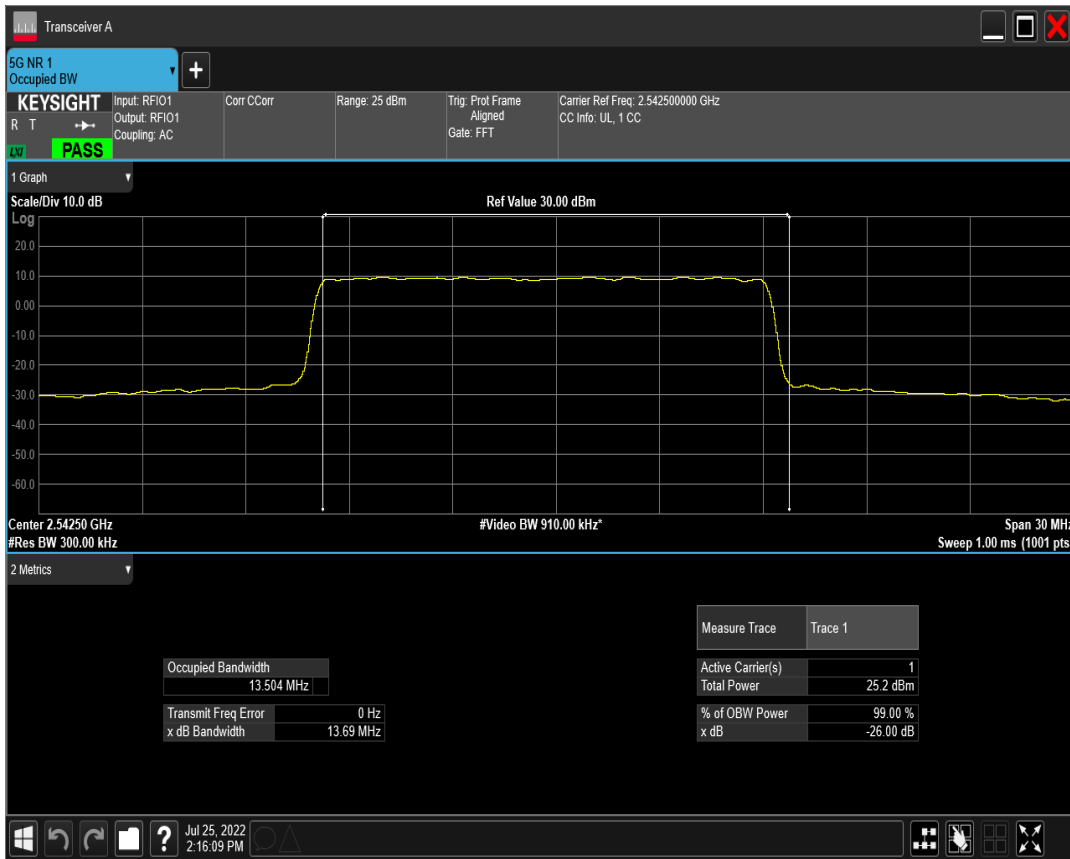 Transceiver A
5G NR 1
Occupied BW
KEYSIGHT
R T
LXI
PASS
Input: RFIO1
Output: RFIO1
Coupling: AC
Corr CCorr
Range: 25 dBm
Trig: Prot Frame
Aligned
Gate: FFT
Carrier Ref Freq: 2.542500000 GHz
CC Info: UL, 1 CC
1 Graph
Scale/Div 10.0 dB
Ref Value 30.00 dBm
Log
20.0
10.0
0.00
-10.0
-20.0
-30.0
-40.0
-50.0
-60.0
Center 2.54250 GHz
#Video BW 910.00 kHz*
Span 30 MHz
#Res BW 300.00 kHz
Sweep 1.00 ms (1001 pts
2 Metrics
Measure Trace Trace 1
Occupied Bandwidth
13.504 MHz
Active Carrier(s) 1
Total Power 25.2 dBm
Transmit Freq Error 0 Hz
x dB Bandwidth 13.69 MHz
% of OBW Power 99.00 %
x dB -26.00 dB
?
Jul 25, 2022
2:16:09 PM